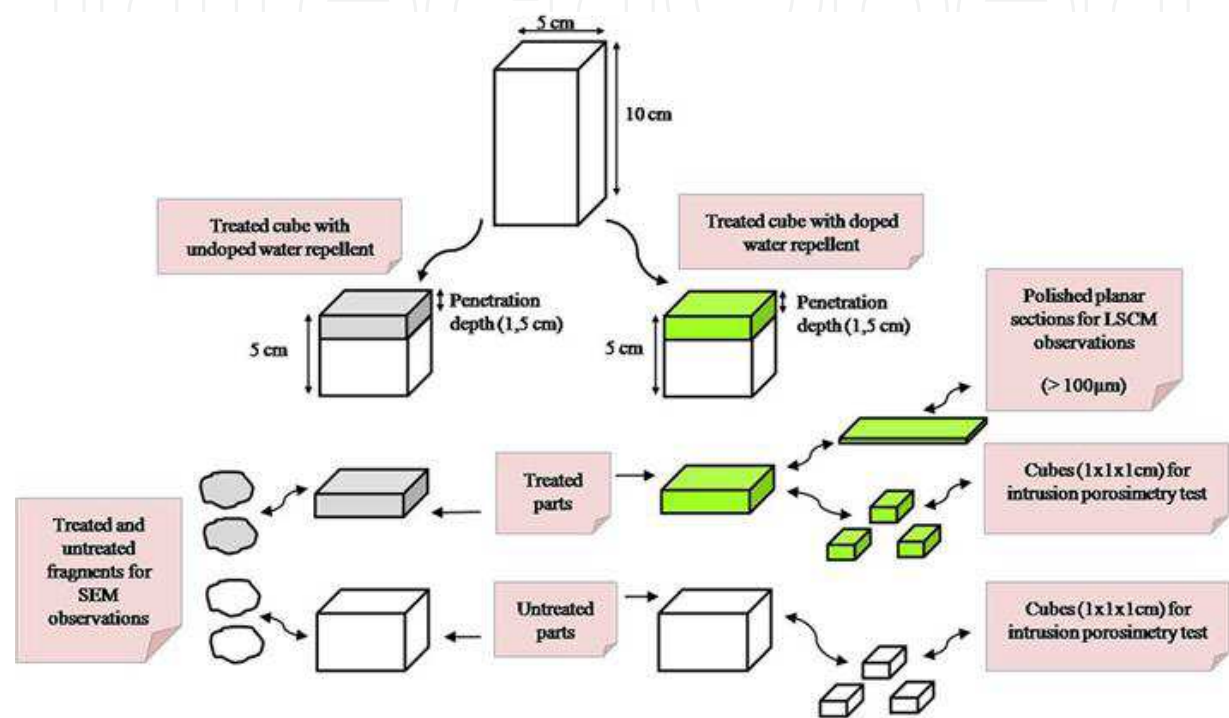 5 cm
10 cm
Treated cube with
undoped water repellent
Treated cube with doped
water repellent
Penetration
depth (1,5 cm)
5 cm
Penetration
depth (1,5 cm)
5 cm
Polished planar
sections for LSCM
observations
(> 100µm)
Treated
parts
Cubes (1x1x1cm) for
intrusion porosimetry test
Treated and
untreated
fragments for
SEM
observations
Untreated
parts
Cubes (1x1x1cm) for
intrusion porosimetry test